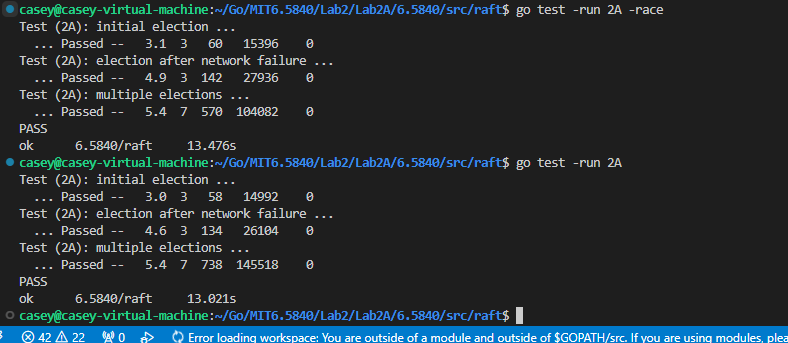 casey@casey-virtual-machine:~/Go/MIT6.5840/Lab2/Lab2A/6.5840/src/raft$ go test -run 2A -race
Test (2A): initial election ...
  ... Passed --   3.1  3   60   15396    0
Test (2A): election after network failure ...
  ... Passed --   4.9  3  142   27936    0
Test (2A): multiple elections ...
  ... Passed --   5.4  7  570  104082    0
PASS
ok      6.5840/raft     13.476s
casey@casey-virtual-machine:~/Go/MIT6.5840/Lab2/Lab2A/6.5840/src/raft$ go test -run 2A
Test (2A): initial election ...
  ... Passed --   3.0  3   58   14992    0
Test (2A): election after network failure ...
  ... Passed --   4.6  3  134   26104    0
Test (2A): multiple elections ...
  ... Passed --   5.4  7  738  145518    0
PASS
ok      6.5840/raft     13.021s
casey@casey-virtual-machine:~/Go/MIT6.5840/Lab2/Lab2A/6.5840/src/raft$
42 22 0 Error loading workspace: You are outside of a module and outside of $GOPATH/src. If you are using modules, plea